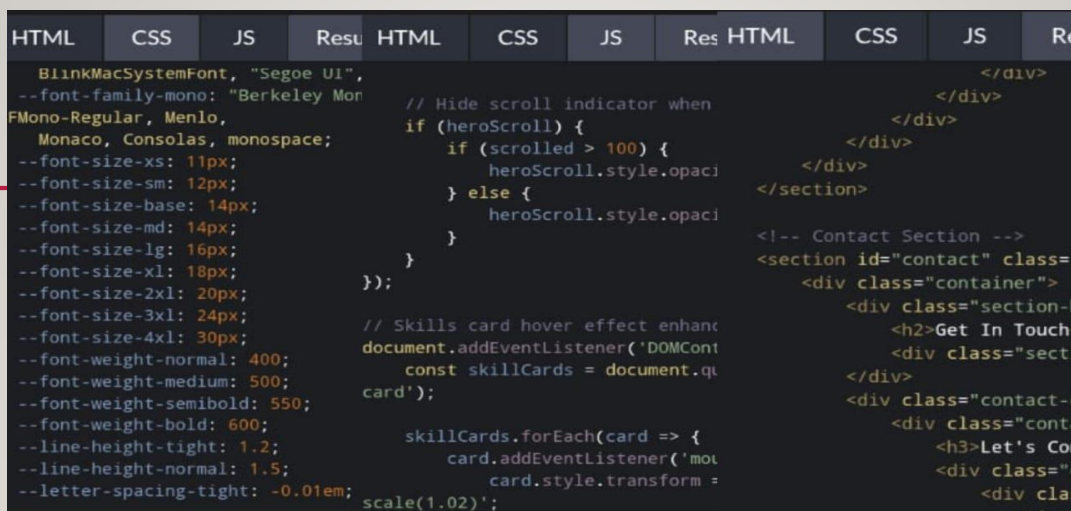 HTML CSS JS
BlinkMacSystemFont, "Segoe UI",
--font-family-mono: "Berkeley Mon
FMono-Regular, Menlo,
Monaco, Consolas, monospace;
--font-size-xs: 11px;
--font-size-sm: 12px;
--font-size-base: 14px;
--font-size-md: 14px;
--font-size-lg: 16px;
--font-size-xl: 18px;
--font-size-2xl: 20px;
--font-size-3xl: 24px;
--font-size-4xl: 30px;
--font-weight-normal: 400;
--font-weight-medium: 500;
--font-weight-semibold: 550;
--font-weight-bold: 600;
--line-height-tight: 1.2;
--line-height-normal: 1.5;
--letter-spacing-tight: -0.01em;
HTML CSS JS Res
// Hide scroll indicator when
if (heroScroll) {
if (scrolled > 100) {
heroScroll.style.opaci
} else {
heroScroll.style.opaci
}
}
});
// Skills card hover effect enhanc
document.addEventListener('DOMCont
const skillCards = document.qu
card');
skillCards.forEach(card => {
card.addEventListener('mou
card.style.transform =
scale(1.02)';
HTML CSS JS Re
</div>
</div>
</div>
</div>
</div>
</section>
<!-- Contact Section -->
<section id="contact" class=
<div class="container">
<div class="section-
<h2>Get In Touch
<div class="sect
</div>
<div class="contact-
<div class="cont
<h3>Let's Co
<div class="
<div cla